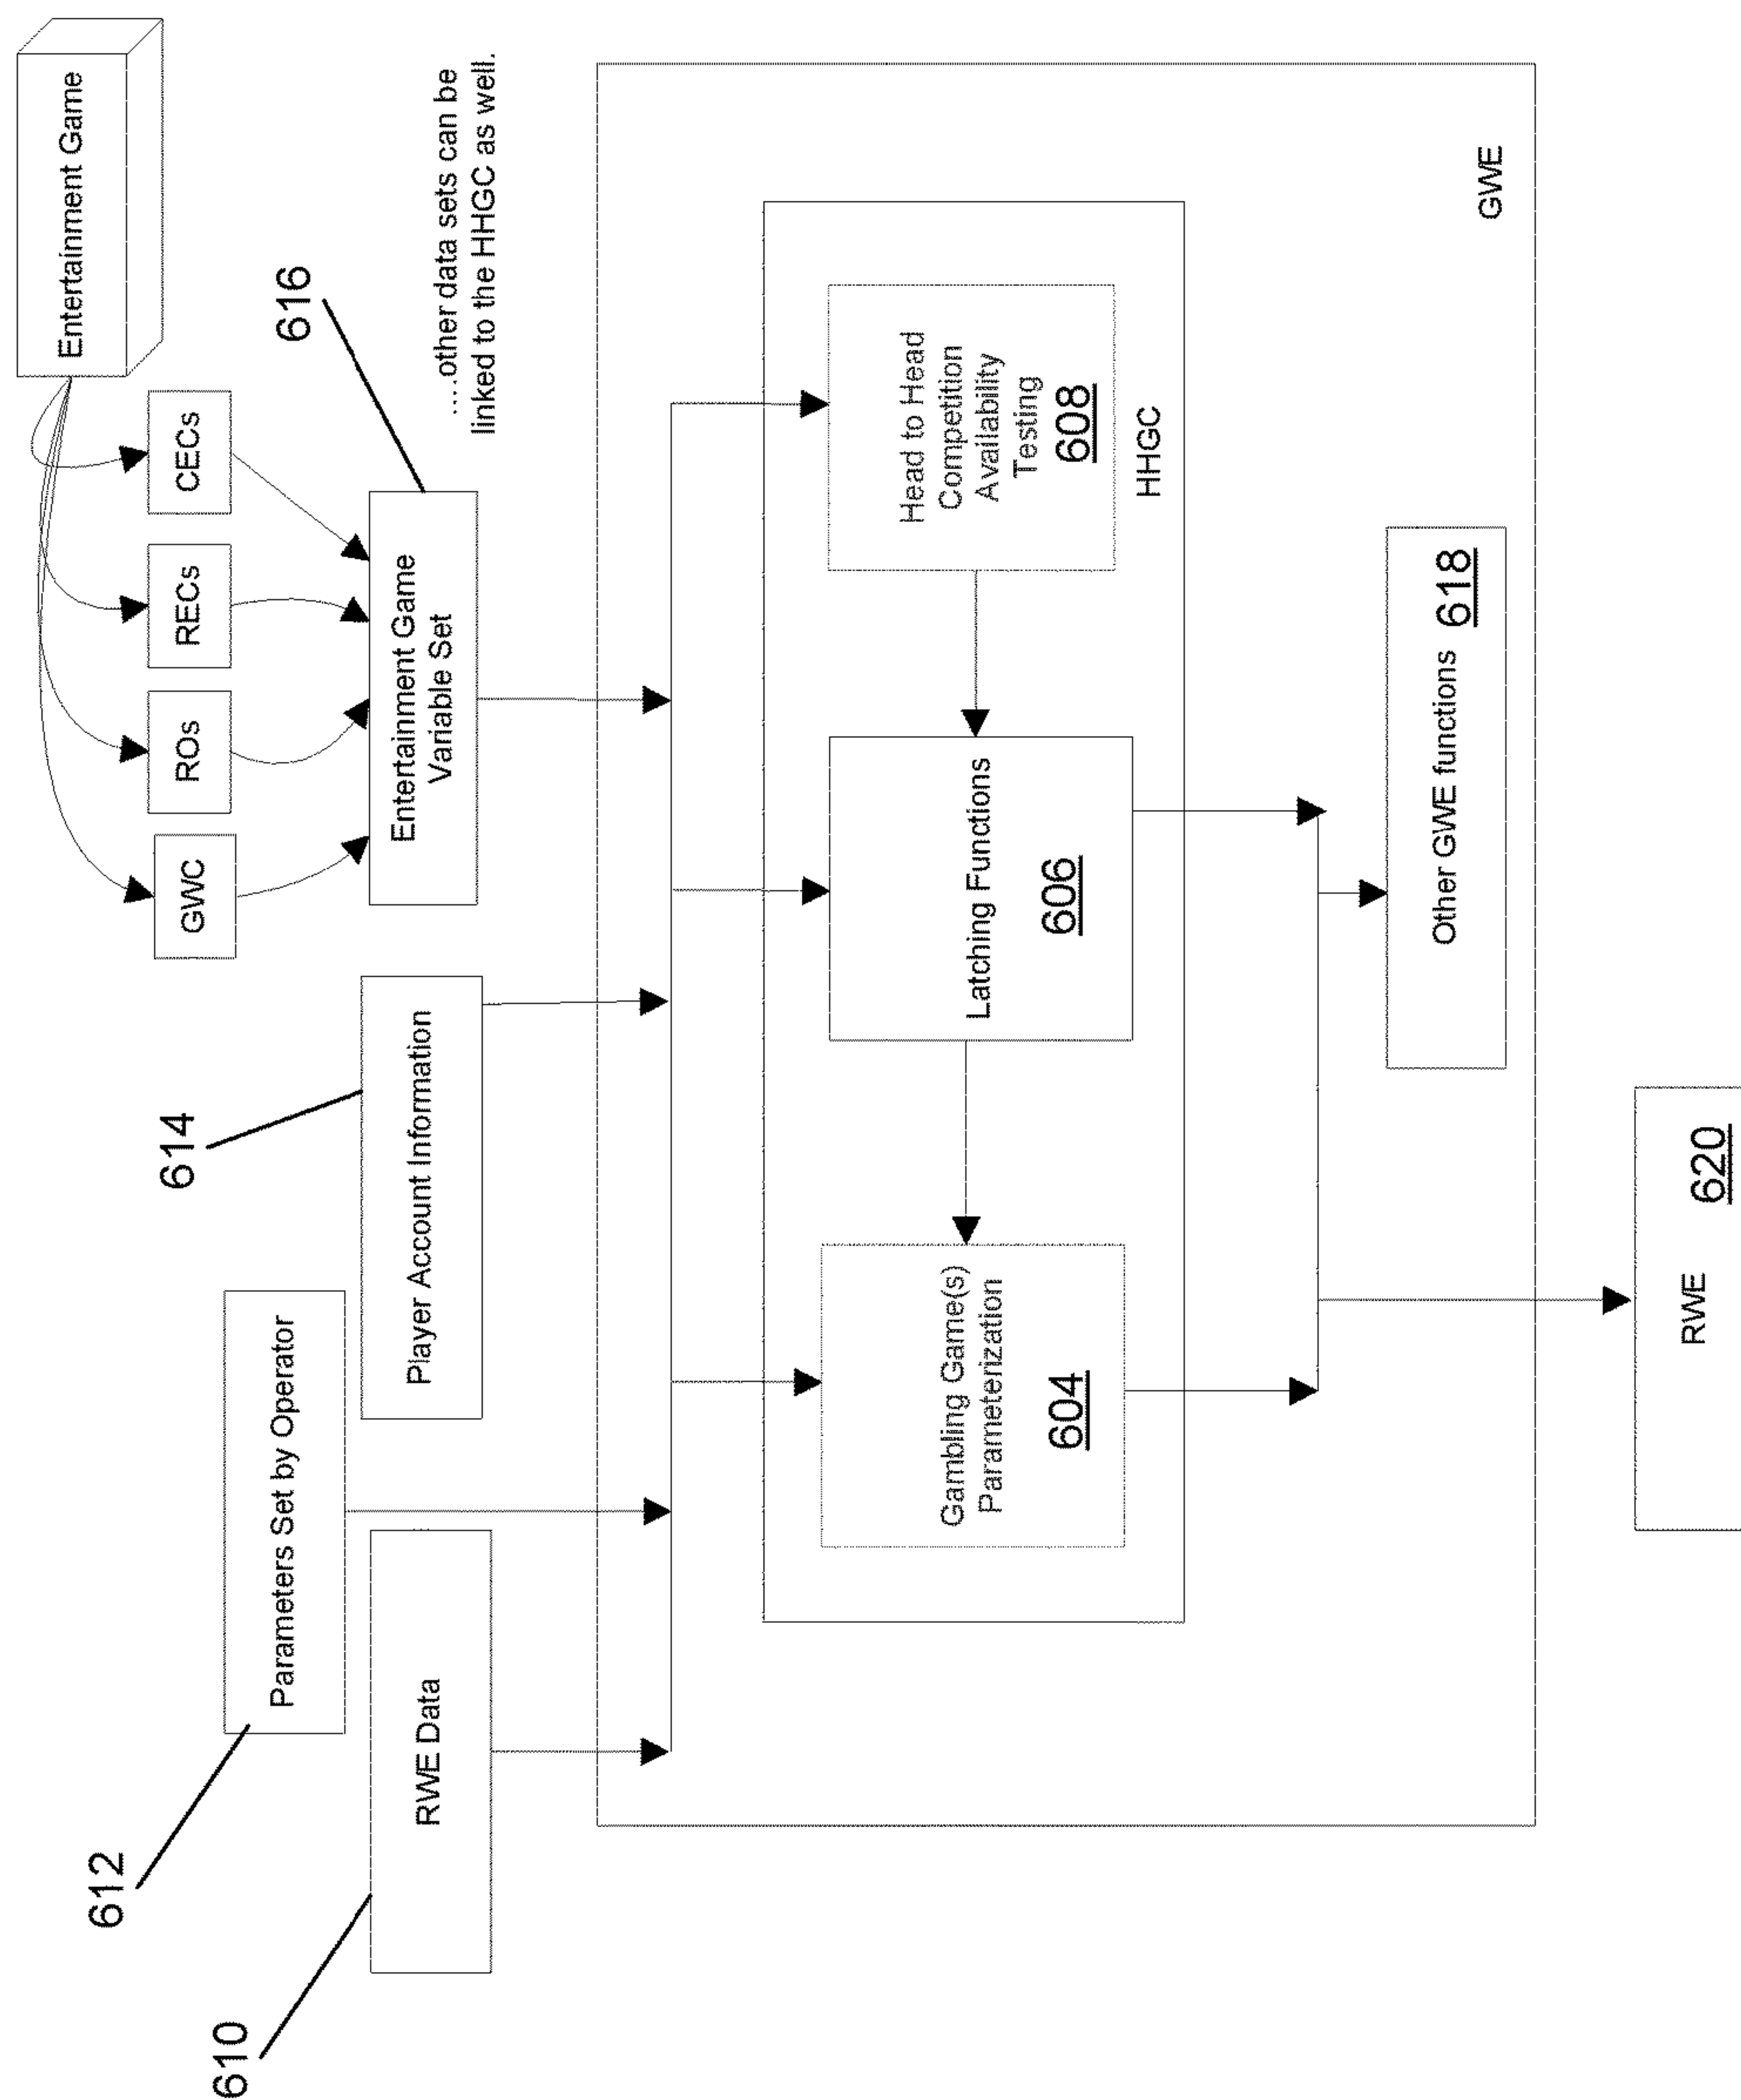 Entertainment Game
CECs
RECs
ROs
GWC
Entertainment Game
Variable Set
616
....other data sets can be
linked to the HHGC as well.
614
Player Account Information
612
Parameters Set by Operator
610
RWE Data
Gambling Game(s)
Parameterization
604
Latching Functions
606
Head to Head
Competition
Availability
Testing
608
HHGC
Other GWE functions 618
GWE
RWE
620